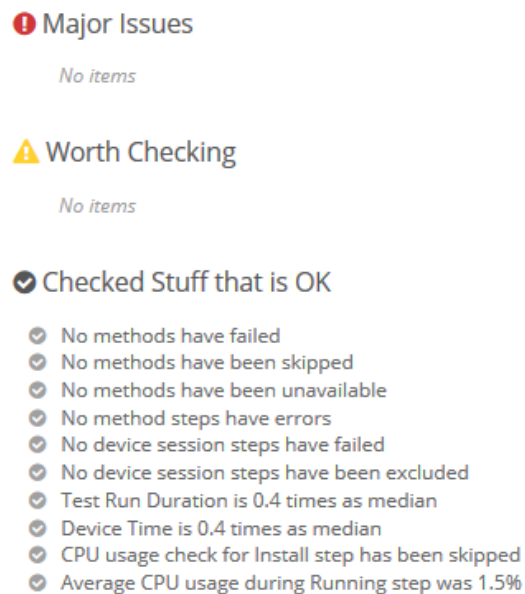 Major Issues
No items
Worth Checking
No items
Checked Stuff that is OK
No methods have failed
No methods have been skipped
No methods have been unavailable
No method steps have errors
No device session steps have failed
No device session steps have been excluded
Test Run Duration is 0.4 times as median
Device Time is 0.4 times as median
CPU usage check for Install step has been skipped
Average CPU usage during Running step was 1.5%